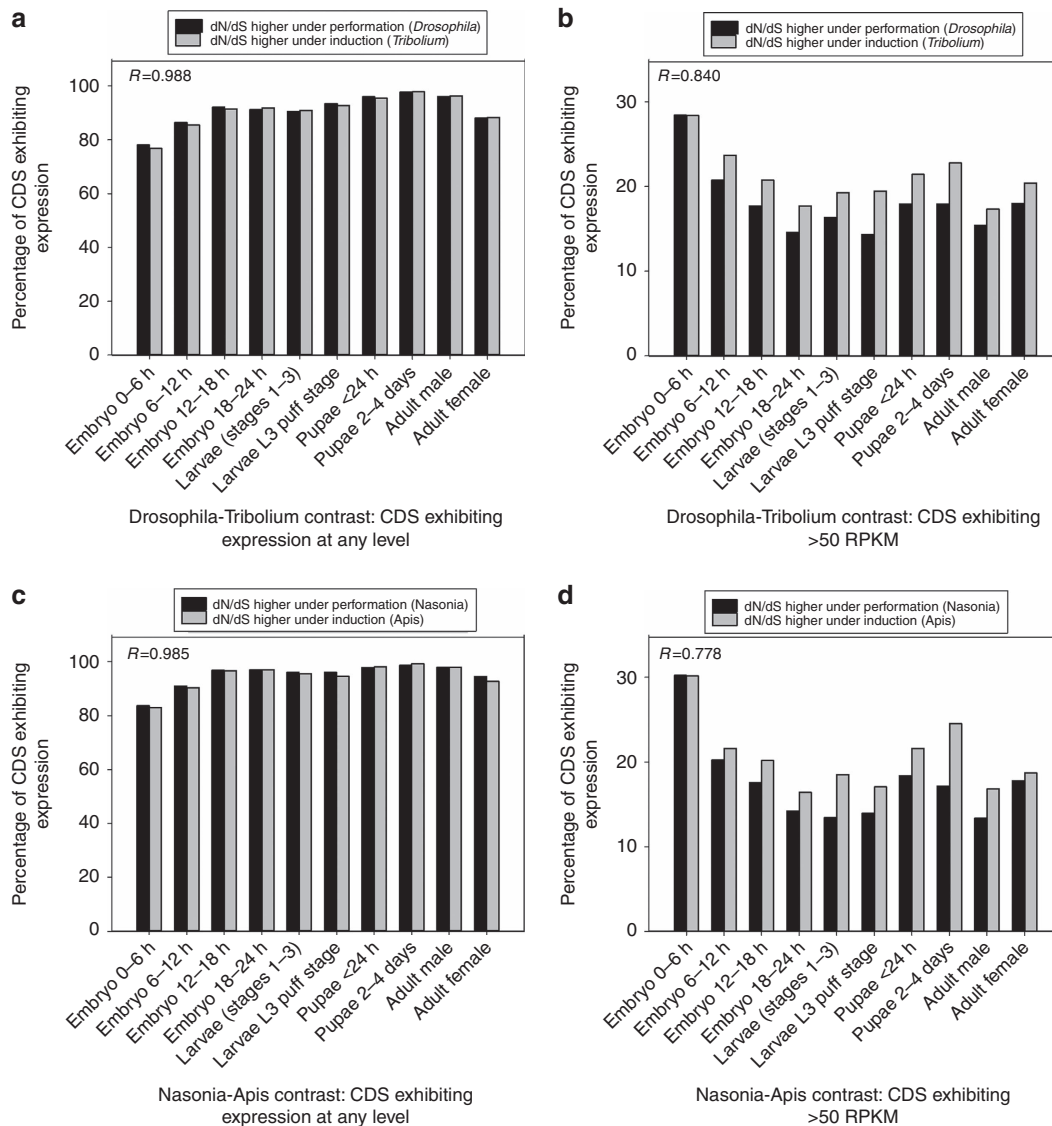 a
dN/dS higher under performation (Drosophila)
dN/dS higher under induction (Tribolium)
R=0.988
Percentage of CDS exhibiting
expression
100
80
60
40
20
0
Embryo 0–6 h
Embryo 6–12 h
Embryo 12–18 h
Embryo 18–24 h
Larvae (stages 1–3)
Larvae L3 puff stage
Pupae <24 h
Pupae 2–4 days
Adult male
Adult female
Drosophila-Tribolium contrast: CDS exhibiting
expression at any level
b
dN/dS higher under performation (Drosophila)
dN/dS higher under induction (Tribolium)
R=0.840
Percentage of CDS exhibiting
expression
30
20
10
0
Embryo 0–6 h
Embryo 6–12 h
Embryo 12–18 h
Embryo 18–24 h
Larvae (stages 1–3)
Larvae L3 puff stage
Pupae <24 h
Pupae 2–4 days
Adult male
Adult female
Drosophila-Tribolium contrast: CDS exhibiting
>50 RPKM
c
dN/dS higher under performation (Nasonia)
dN/dS higher under induction (Apis)
R=0.985
Percentage of CDS exhibiting
expression
100
80
60
40
20
0
Embryo 0–6 h
Embryo 6–12 h
Embryo 12–18 h
Embryo 18–24 h
Larvae (stages 1–3)
Larvae L3 puff stage
Pupae <24 h
Pupae 2–4 days
Adult male
Adult female
Nasonia-Apis contrast: CDS exhibiting
expression at any level
d
dN/dS higher under performation (Nasonia)
dN/dS higher under induction (Apis)
R=0.778
Percentage of CDS exhibiting
expression
30
20
10
0
Embryo 0–6 h
Embryo 6–12 h
Embryo 12–18 h
Embryo 18–24 h
Larvae (stages 1–3)
Larvae L3 puff stage
Pupae <24 h
Pupae 2–4 days
Adult male
Adult female
Nasonia-Apis contrast: CDS exhibiting
>50 RPKM